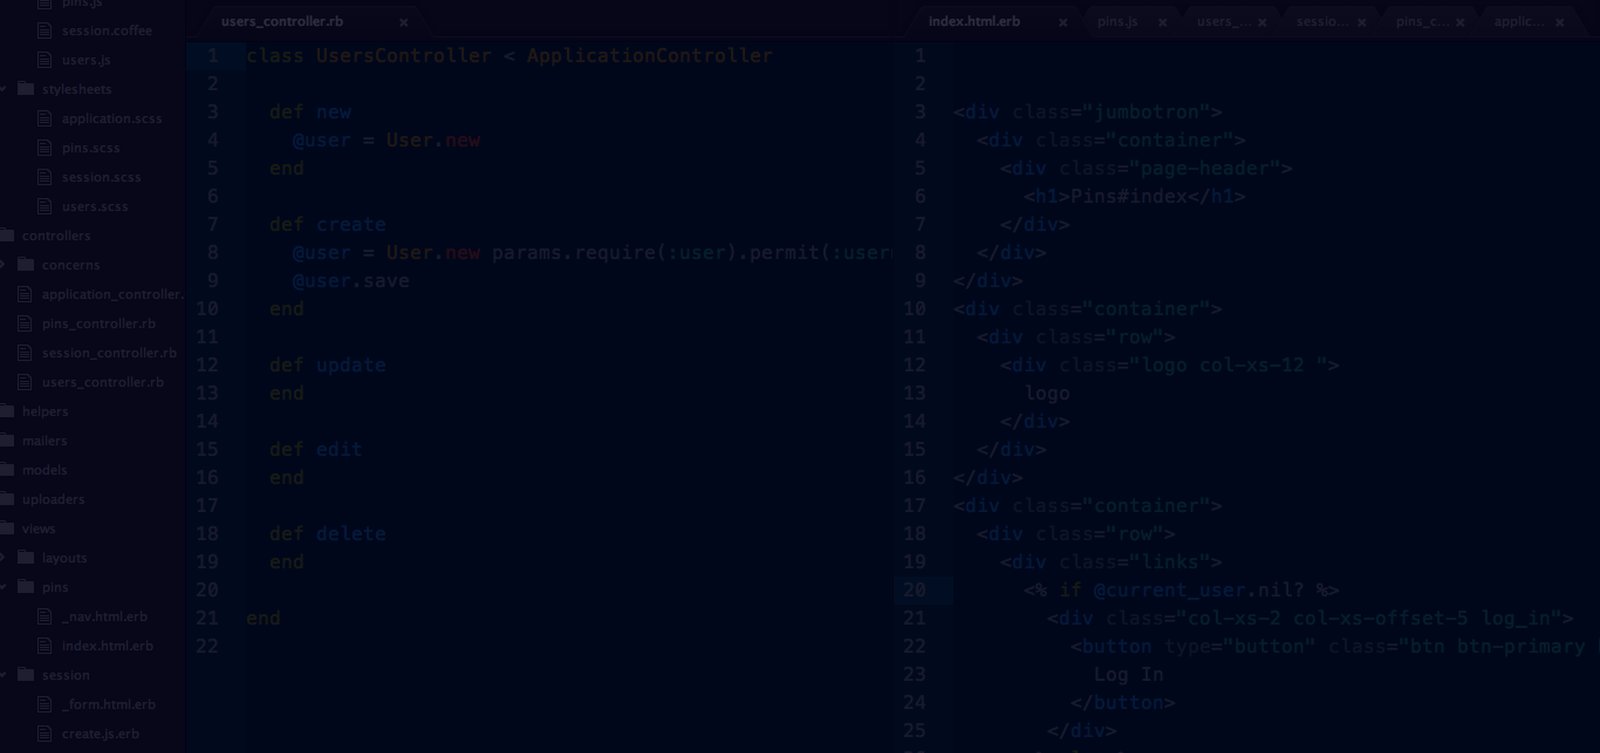 pins.js
session.coffee
users.js
stylesheets
application.scss
pins.scss
session.scss
users.scss
controllers
concerns
application_controller.
pins_controller.rb
session_controller.rb
users_controller.rb
helpers
mailers
models
uploaders
views
layouts
pins
_nav.html.erb
index.html.erb
session
_form.html.erb
create.js.erb
users_controller.rb ×
1 class UsersController < ApplicationController
2
3   def new
4     @user = User.new
5   end
6
7   def create
8     @user = User.new params.require(:user).permit(:user
9     @user.save
10   end
11
12   def update
13   end
14
15   def edit
16   end
17
18   def delete
19   end
20
21 end
22
index.html.erb × pins.js × users_... × sessio... × pins_c... × applic... ×
1
2
3 <div class="jumbotron">
4   <div class="container">
5     <div class="page-header">
6       <h1>Pins#index</h1>
7     </div>
8   </div>
9 </div>
10 <div class="container">
11   <div class="row">
12     <div class="logo col-xs-12 ">
13       logo
14     </div>
15   </div>
16 </div>
17 <div class="container">
18   <div class="row">
19     <div class="links">
20       <% if @current_user.nil? %>
21         <div class="col-xs-2 col-xs-offset-5 log_in">
22           <button type="button" class="btn btn-primary
23             Log In
24           </button>
25         </div>